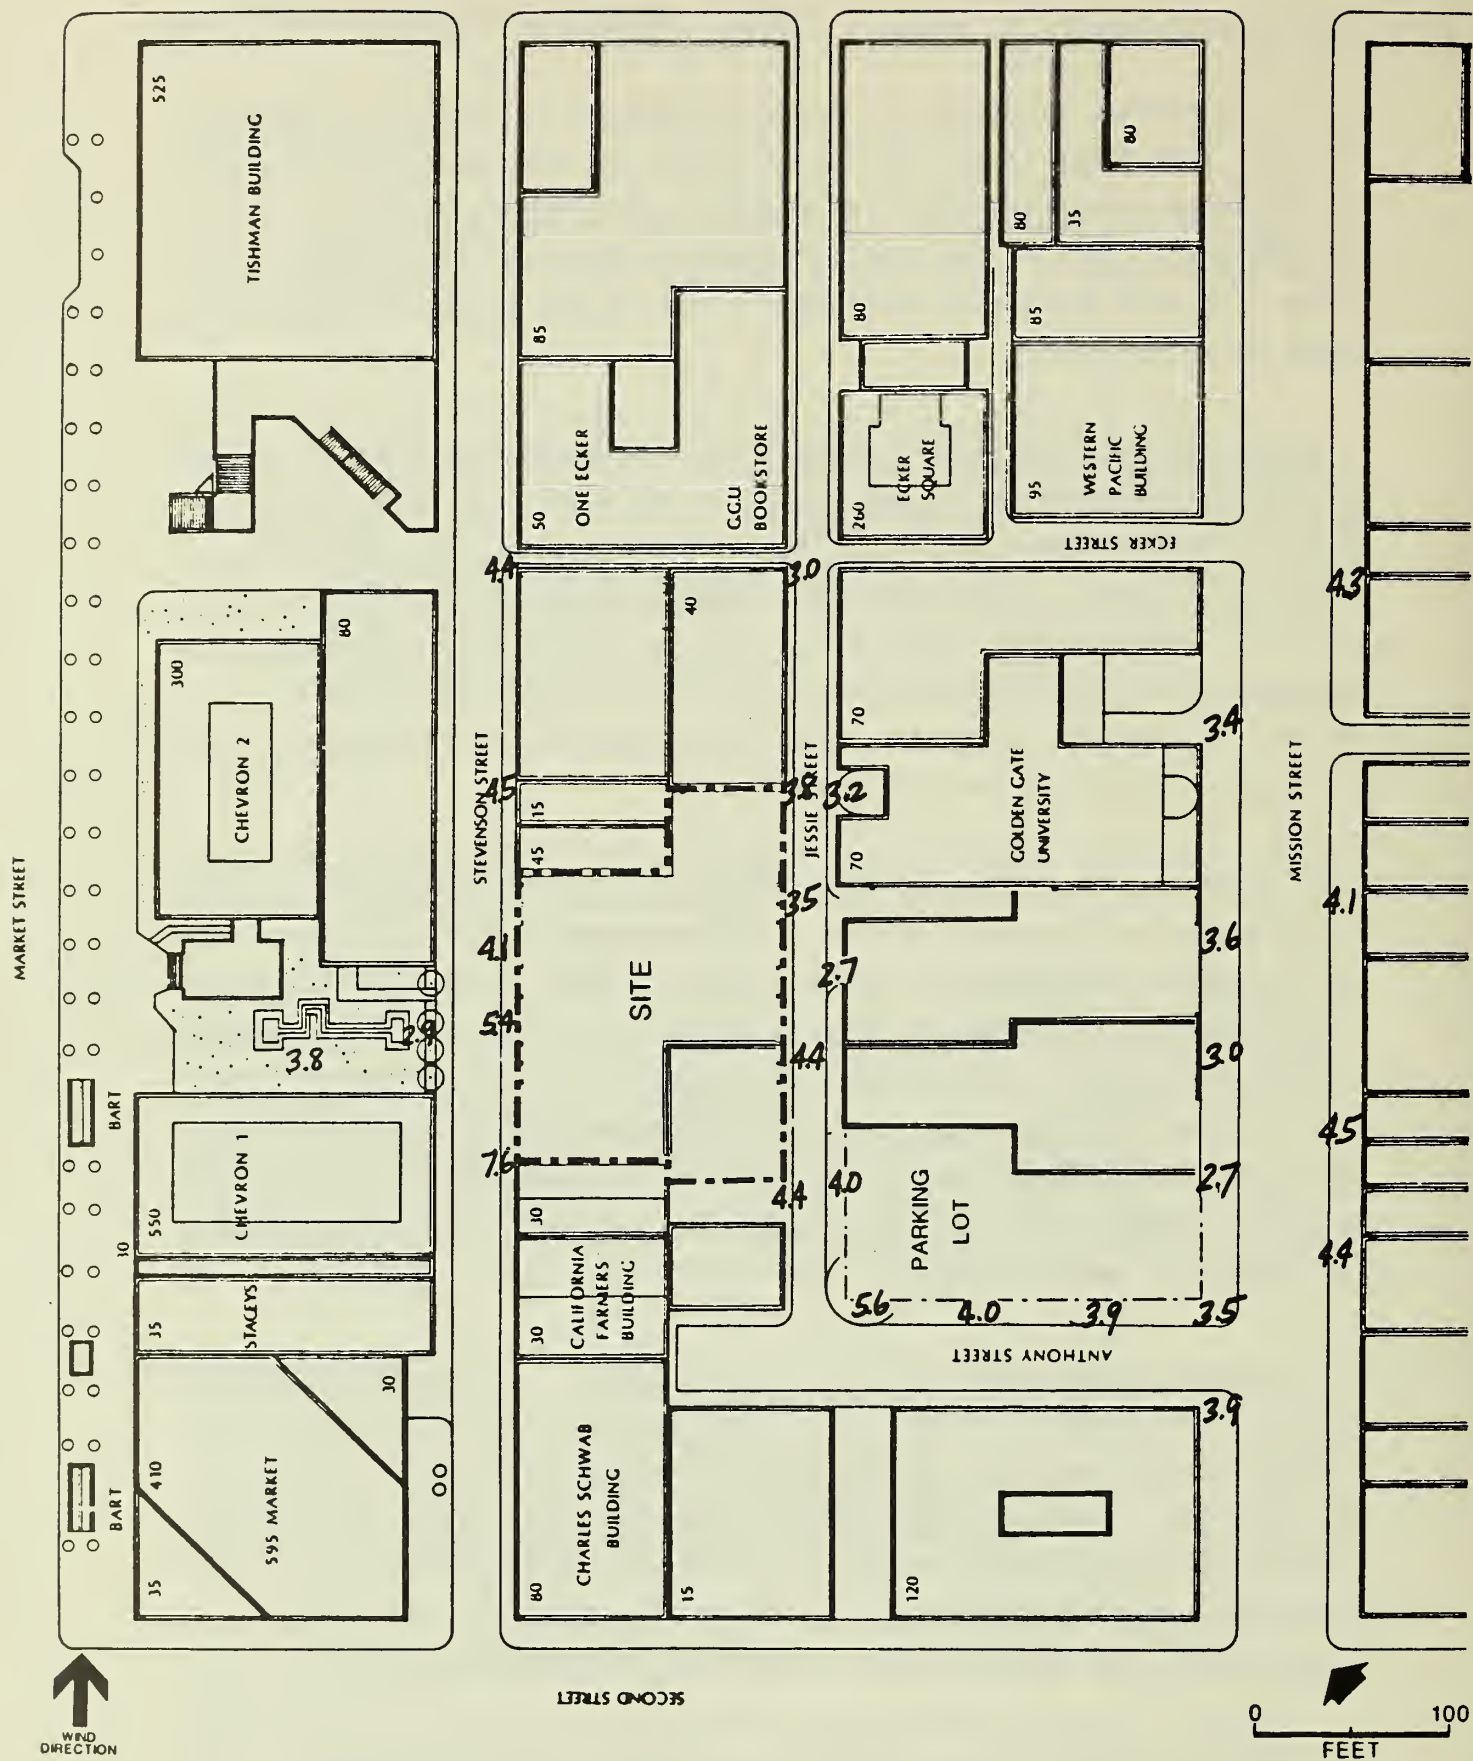 MARKET STREET
525
TISHMAN BUILDING
300
CHEVRON 2
80
3.8
2.9
BART
550
CHEVRON 1
30
35
STACEYS
30
410
595 MARKET
35
BART
WIND
DIRECTION
STEVENSON STREET
85
50
ONE ECKER
G.G.U.
BOOKSTORE
4.4
3.0
40
4.5
15
45
3.8
3.5
4.1
5.4
SITE
4.4
7.6
4.4
30
CALIFORNIA
FARMERS
BUILDING
30
CHARLES SCHWAB
BUILDING
80
15
SECOND STREET
JESSIE STREET
80
260
ECKER
SQUARE
80
35
80
85
95
WESTERN
PACIFIC
BUILDING
ECKER STREET
70
3.4
3.2
70
GOLDEN GATE
UNIVERSITY
3.6
2.7
3.0
4.0
PARKING
LOT
2.7
5.6
4.0
3.9
3.5
ANTHONY STREET
3.9
120
MISSION STREET
4.3
4.1
4.5
4.4
0
100
FEET